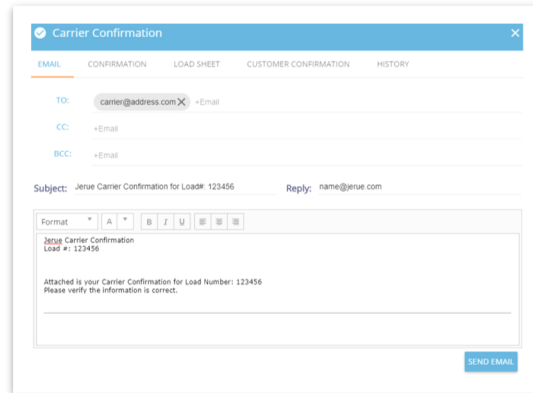 Carrier Confirmation
EMAIL CONFIRMATION LOAD SHEET CUSTOMER CONFIRMATION HISTORY
TO: carrier@address.com +Email
CC: +Email
BCC: +Email
Subject: Jerue Carrier Confirmation for Load#: 123456 Reply: name@jerue.com
Format A B I U
Jerue Carrier Confirmation
Load #: 123456
Attached is your Carrier Confirmation for Load Number: 123456
Please verify the information is correct.
SEND EMAIL